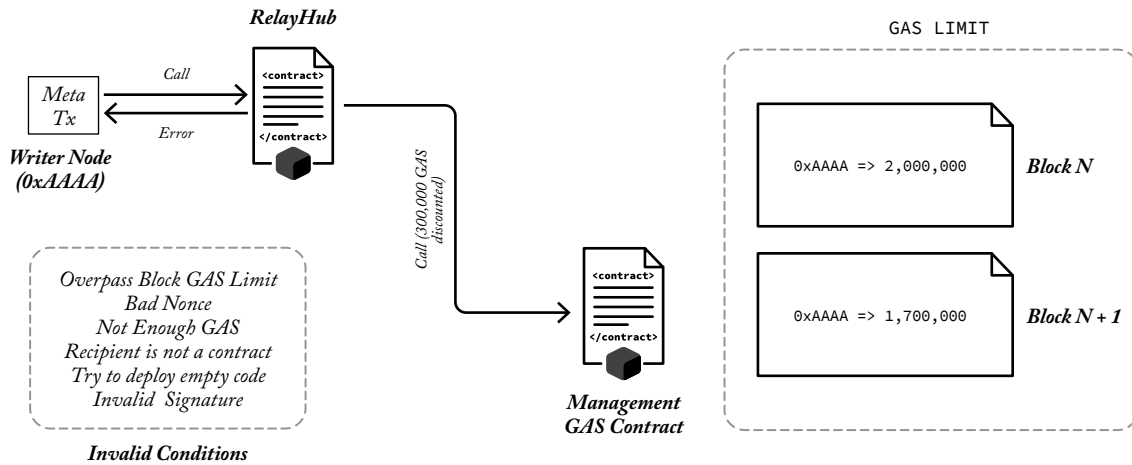 RelayHub
<contract>
</contract>
Call
Error
Meta
Tx
Writer Node
(0xAAAA)
Call (300,000 GAS
discounted)
Overpass Block GAS Limit
Bad Nonce
Not Enough GAS
Recipient is not a contract
Try to deploy empty code
Invalid Signature
Invalid Conditions
<contract>
</contract>
Management
GAS Contract
GAS LIMIT
0xAAAA => 2,000,000
Block N
0xAAAA => 1,700,000
Block N + 1